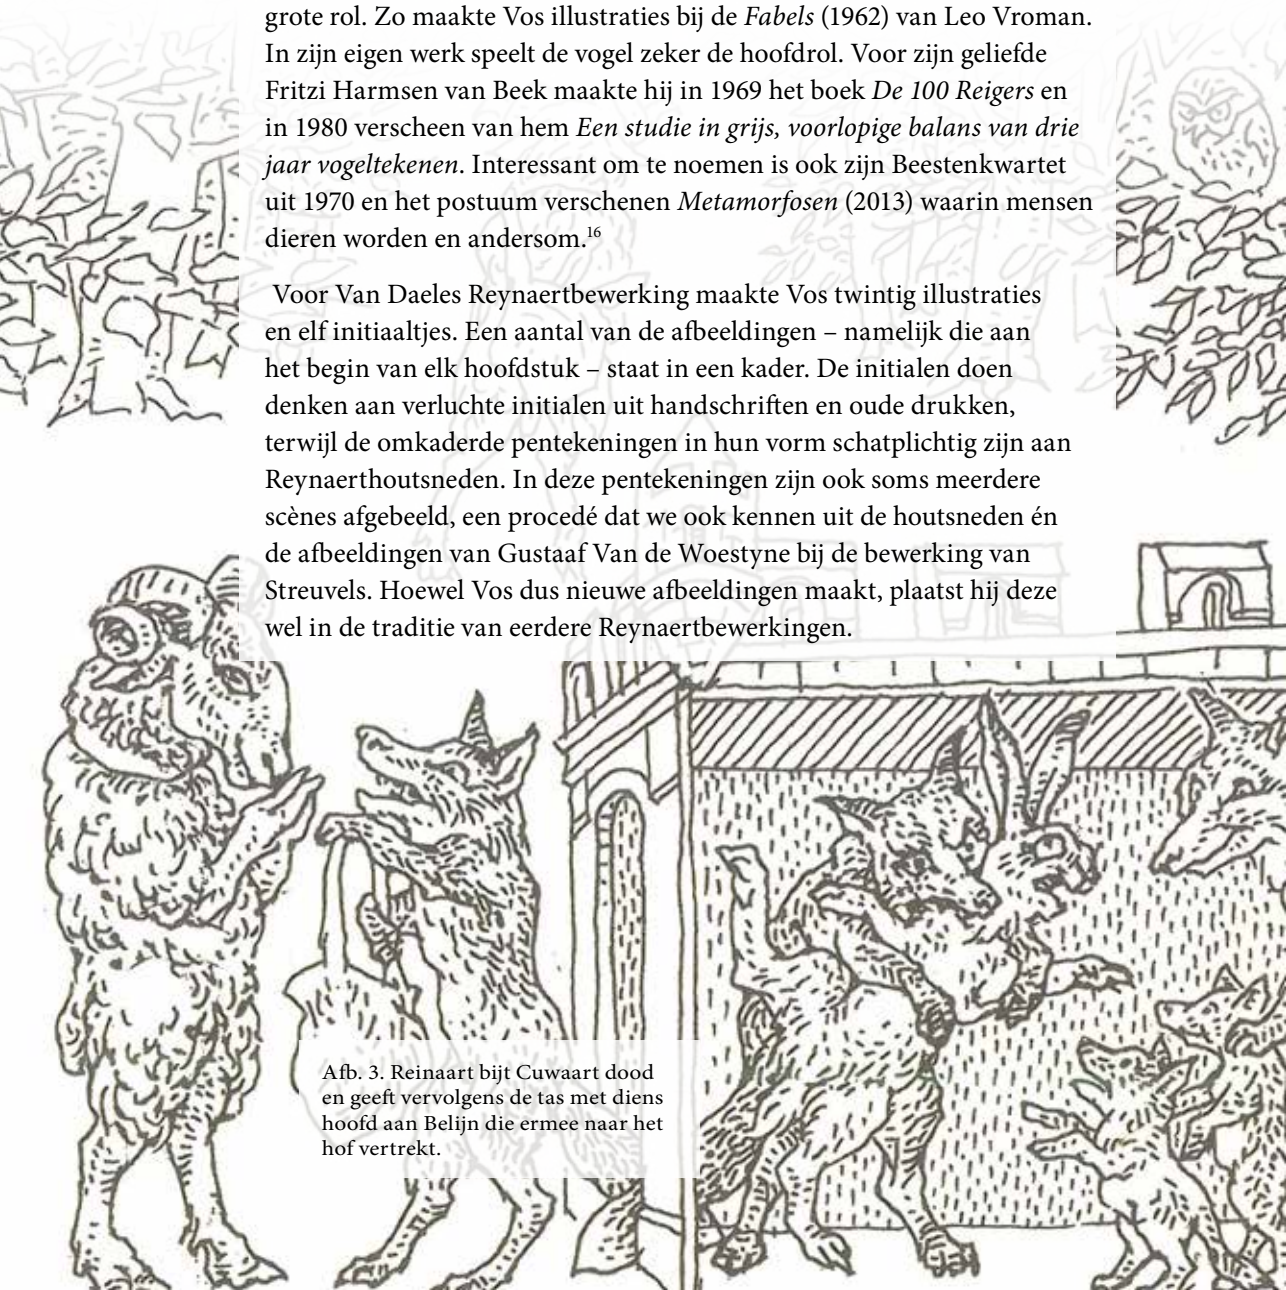 grote rol. Zo maakte Vos illustraties bij de Fabels (1962) van Leo Vroman.
In zijn eigen werk speelt de vogel zeker de hoofdrol. Voor zijn geliefde
Fritzi Harmsen van Beek maakte hij in 1969 het boek De 100 Reigers en
in 1980 verscheen van hem Een studie in grijs, voorlopige balans van drie
jaar vogeltekenen. Interessant om te noemen is ook zijn Beestenkwartet
uit 1970 en het postuum verschenen Metamorfosen (2013) waarin mensen
dieren worden en andersom.16
Voor Van Daeles Reynaertbewerking maakte Vos twintig illustraties
en elf initiaaltjes. Een aantal van de afbeeldingen – namelijk die aan
het begin van elk hoofdstuk – staat in een kader. De initialen doen
denken aan verluchte initialen uit handschriften en oude drukken,
terwijl de omkaderde pentekeningen in hun vorm schatplichtig zijn aan
Reynaerthoutsneden. In deze pentekeningen zijn ook soms meerdere
scènes afgebeeld, een procedé dat we ook kennen uit de houtsneden én
de afbeeldingen van Gustaaf Van de Woestyne bij de bewerking van
Streuvels. Hoewel Vos dus nieuwe afbeeldingen maakt, plaatst hij deze
wel in de traditie van eerdere Reynaertbewerkingen.
Afb. 3. Reinaart bijt Cuwaart dood
en geeft vervolgens de tas met diens
hoofd aan Belijn die ermee naar het
hof vertrekt.